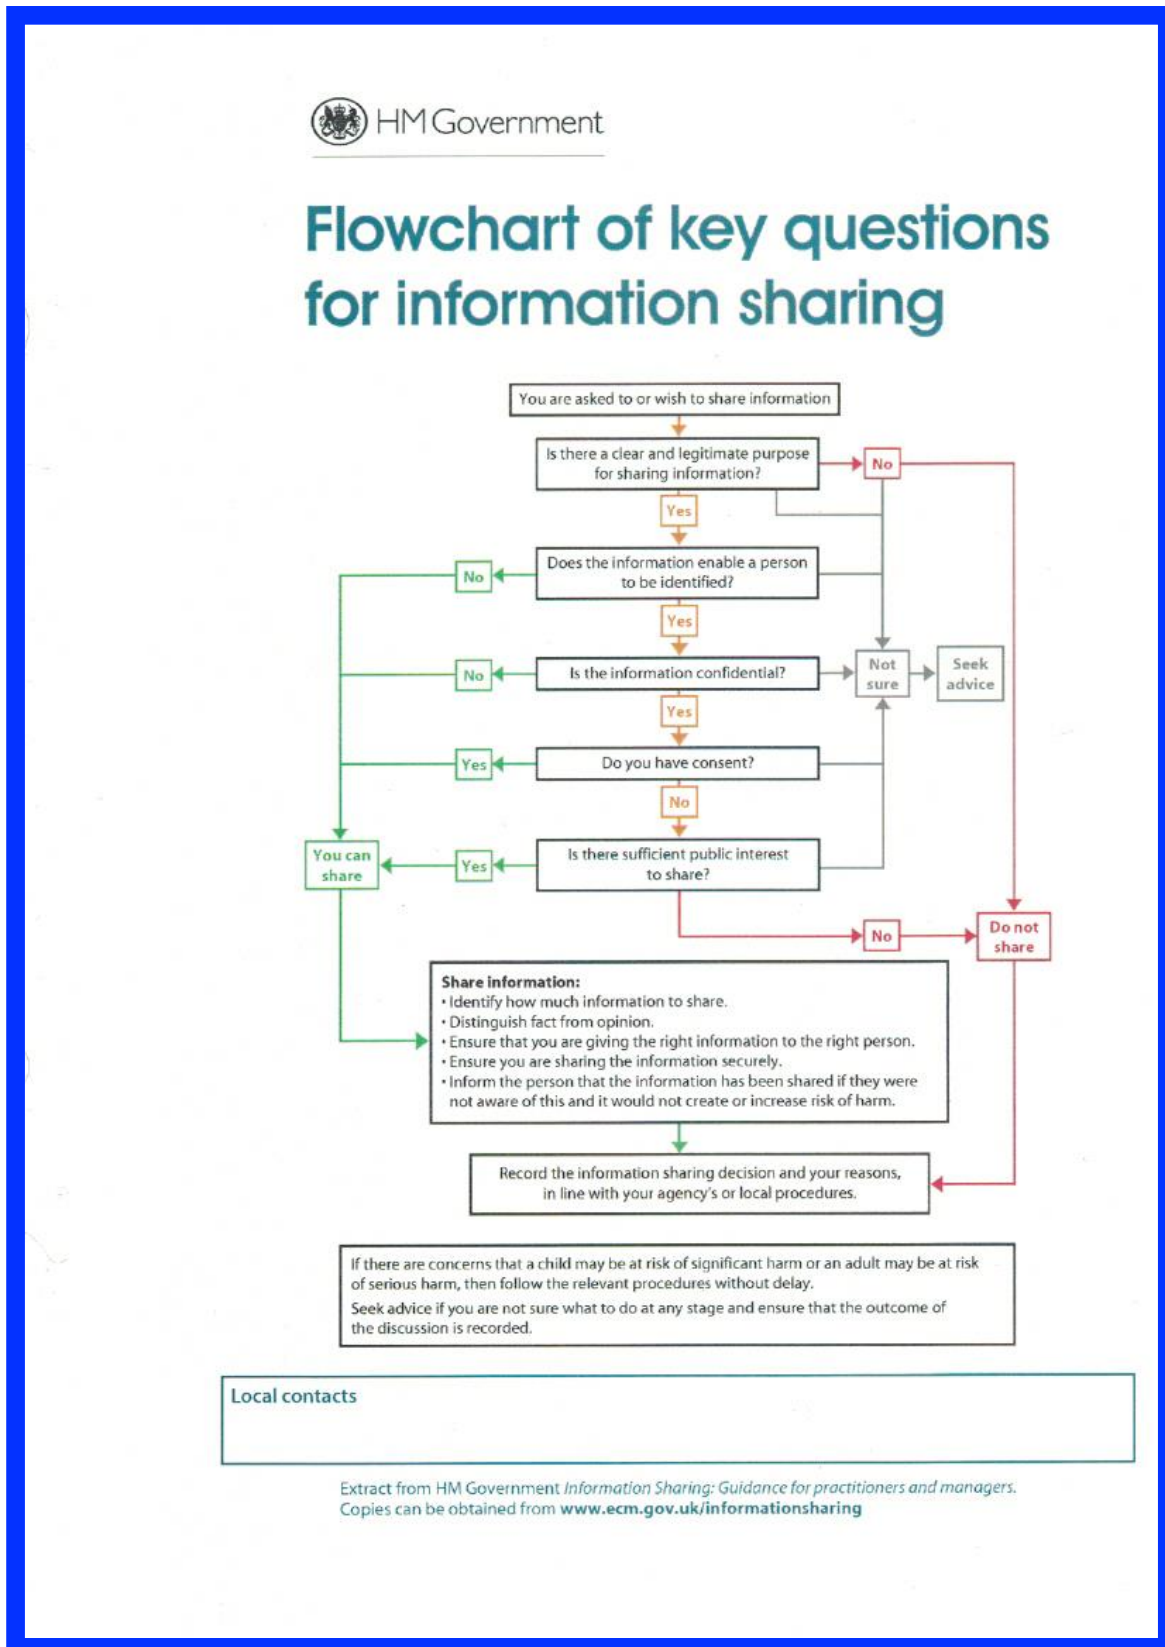 HM Government
Flowchart of key questions
for information sharing
You are asked to or wish to share information
Is there a clear and legitimate purpose
for sharing information?
No
Yes
Does the information enable a person
to be identified?
No
Yes
Is the information confidential?
No
Not
sure
Seek
advice
Yes
Do you have consent?
Yes
No
Is there sufficient public interest
to share?
Yes
You can
share
No
Do not
share
Share information:
• Identify how much information to share.
• Distinguish fact from opinion.
• Ensure that you are giving the right information to the right person.
• Ensure you are sharing the information securely.
• Inform the person that the information has been shared if they were
not aware of this and it would not create or increase risk of harm.
Record the information sharing decision and your reasons,
in line with your agency's or local procedures.
If there are concerns that a child may be at risk of significant harm or an adult may be at risk
of serious harm, then follow the relevant procedures without delay.
Seek advice if you are not sure what to do at any stage and ensure that the outcome of
the discussion is recorded.
Local contacts
Extract from HM Government Information Sharing: Guidance for practitioners and managers.
Copies can be obtained from www.ecm.gov.uk/informationsharing